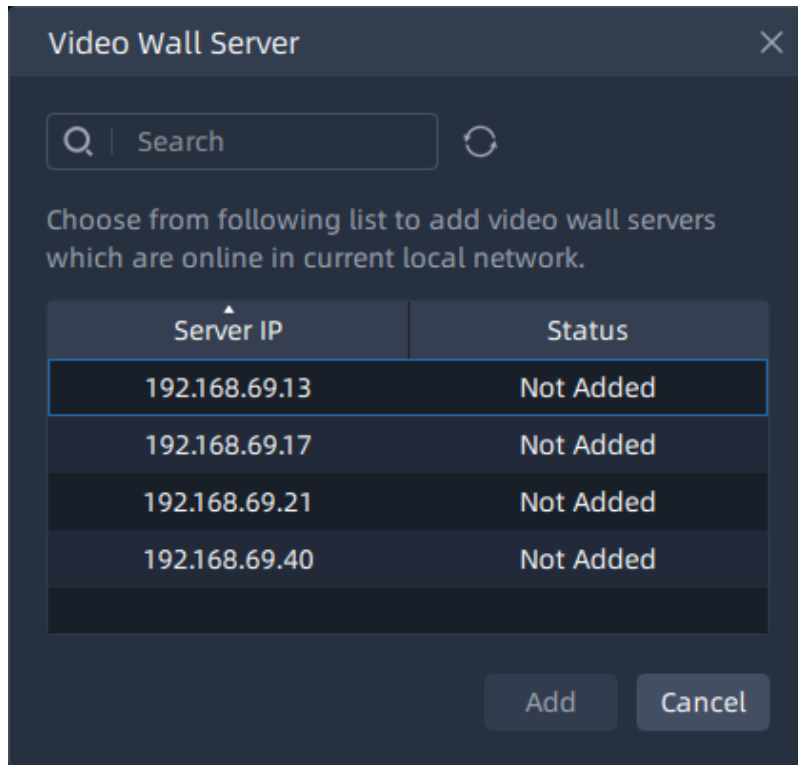 Video Wall Server
Search
Choose from following list to add video wall servers
which are online in current local network.
Server IP Status
192.168.69.13 Not Added
192.168.69.17 Not Added
192.168.69.21 Not Added
192.168.69.40 Not Added
Add Cancel